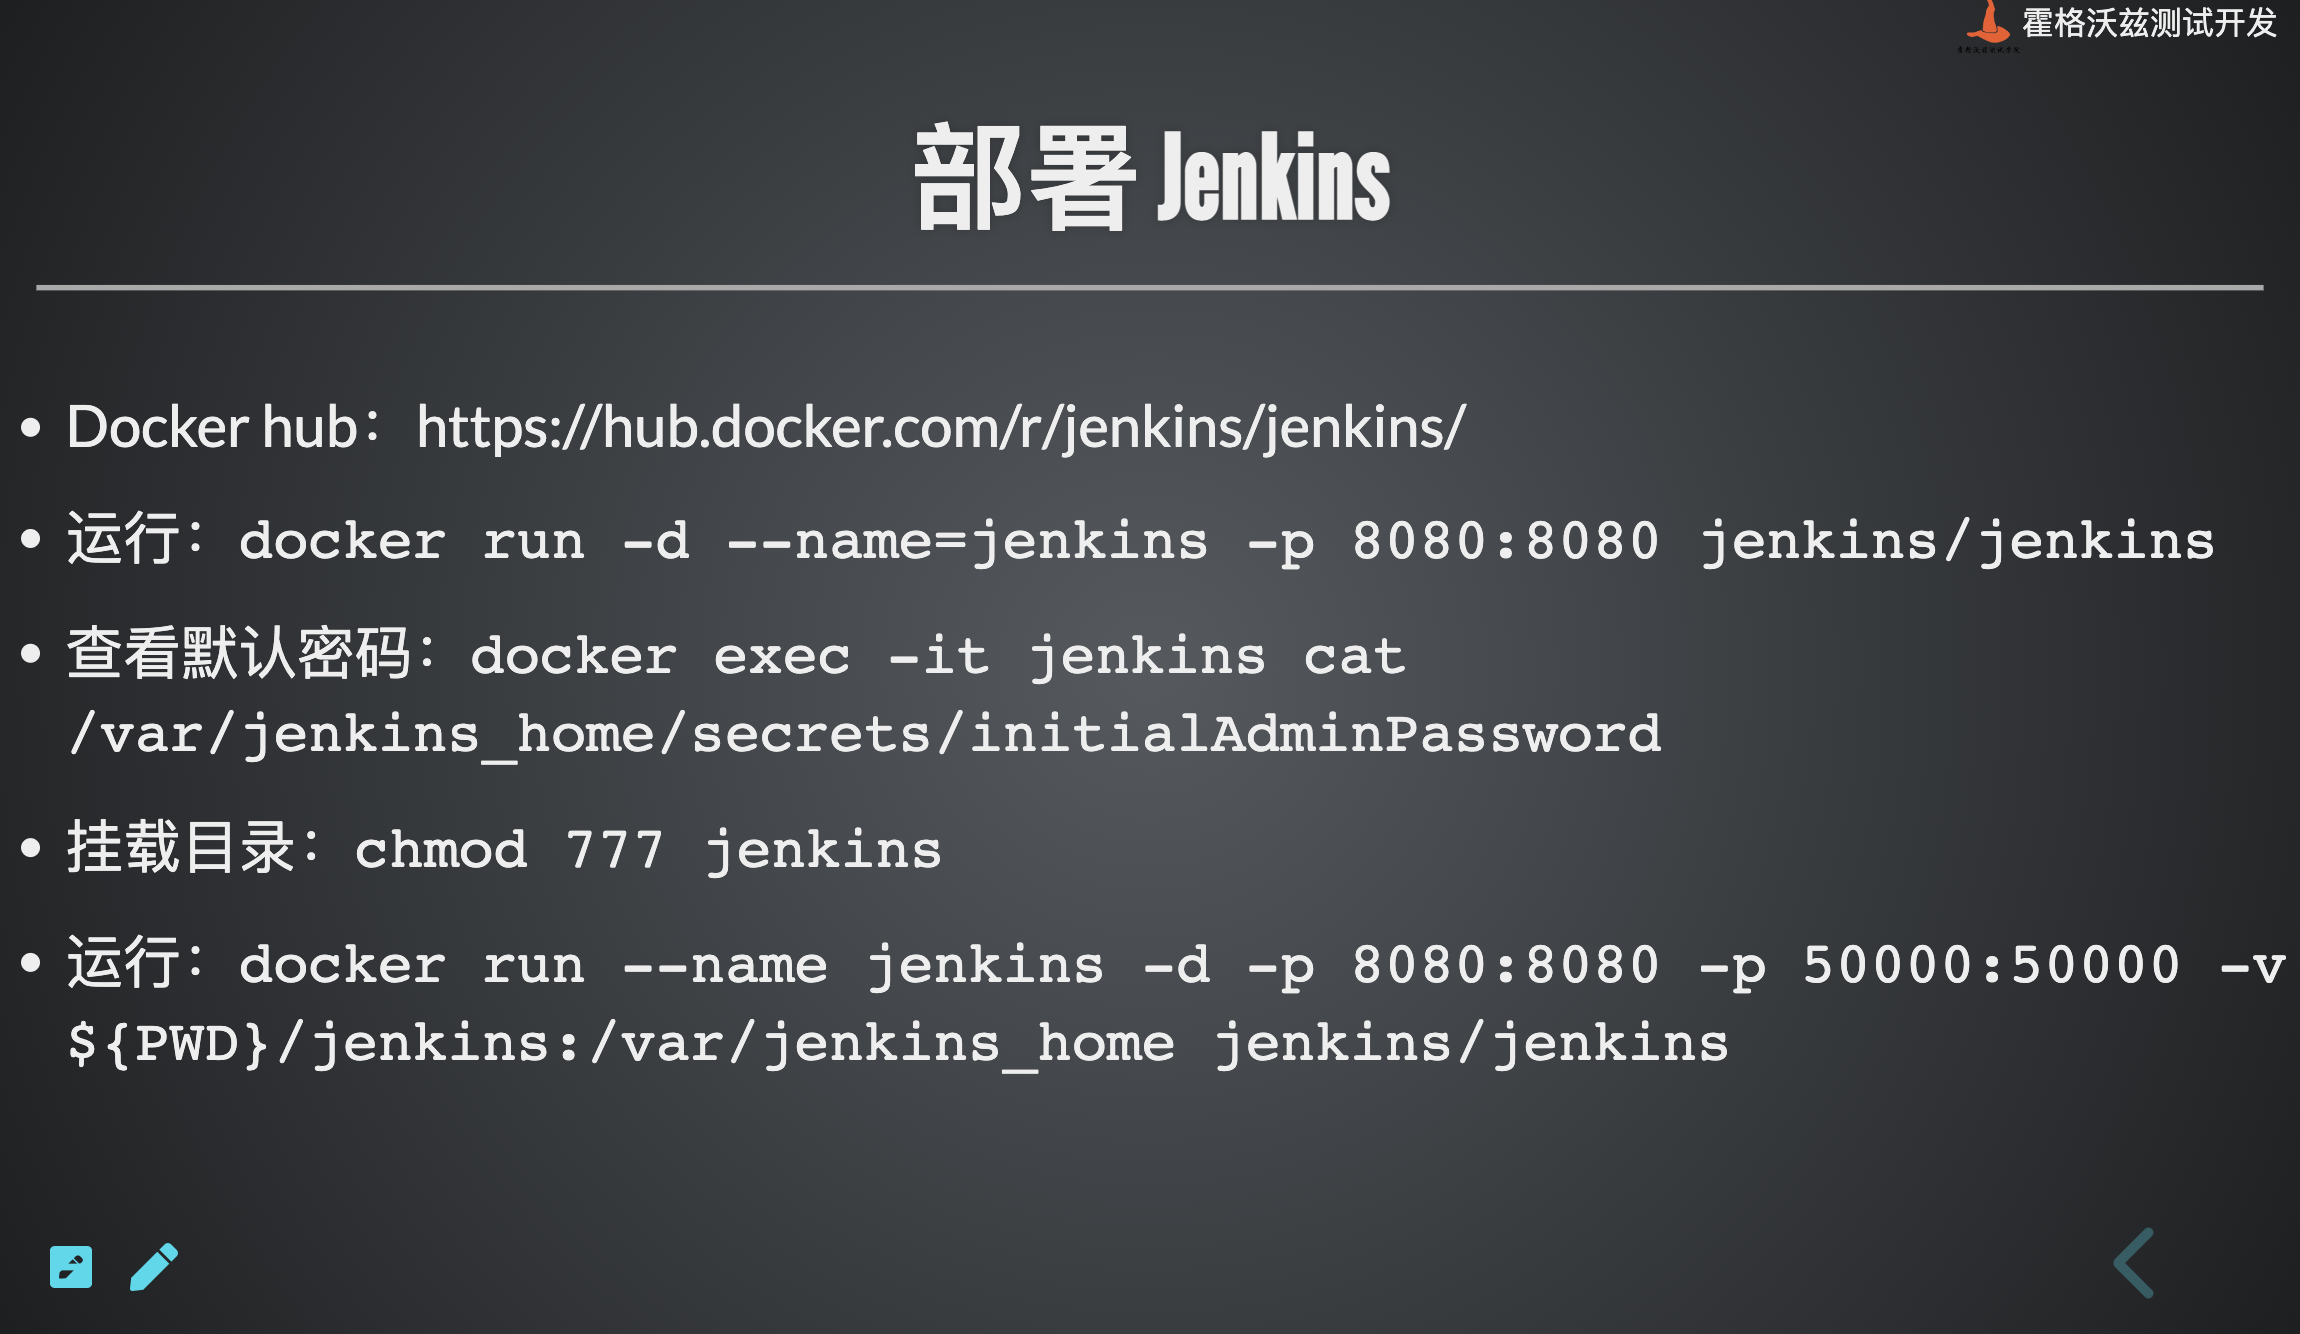 霍格沃兹测试开发
部署 Jenkins
• Docker hub：https://hub.docker.com/r/jenkins/jenkins/
• 运行：docker run -d --name=jenkins -p 8080:8080 jenkins/jenkins
• 查看默认密码：docker exec -it jenkins cat
/var/jenkins_home/secrets/initialAdminPassword
• 挂载目录：chmod 777 jenkins
• 运行：docker run --name jenkins -d -p 8080:8080 -p 50000:50000 -v
${PWD}/jenkins:/var/jenkins_home jenkins/jenkins